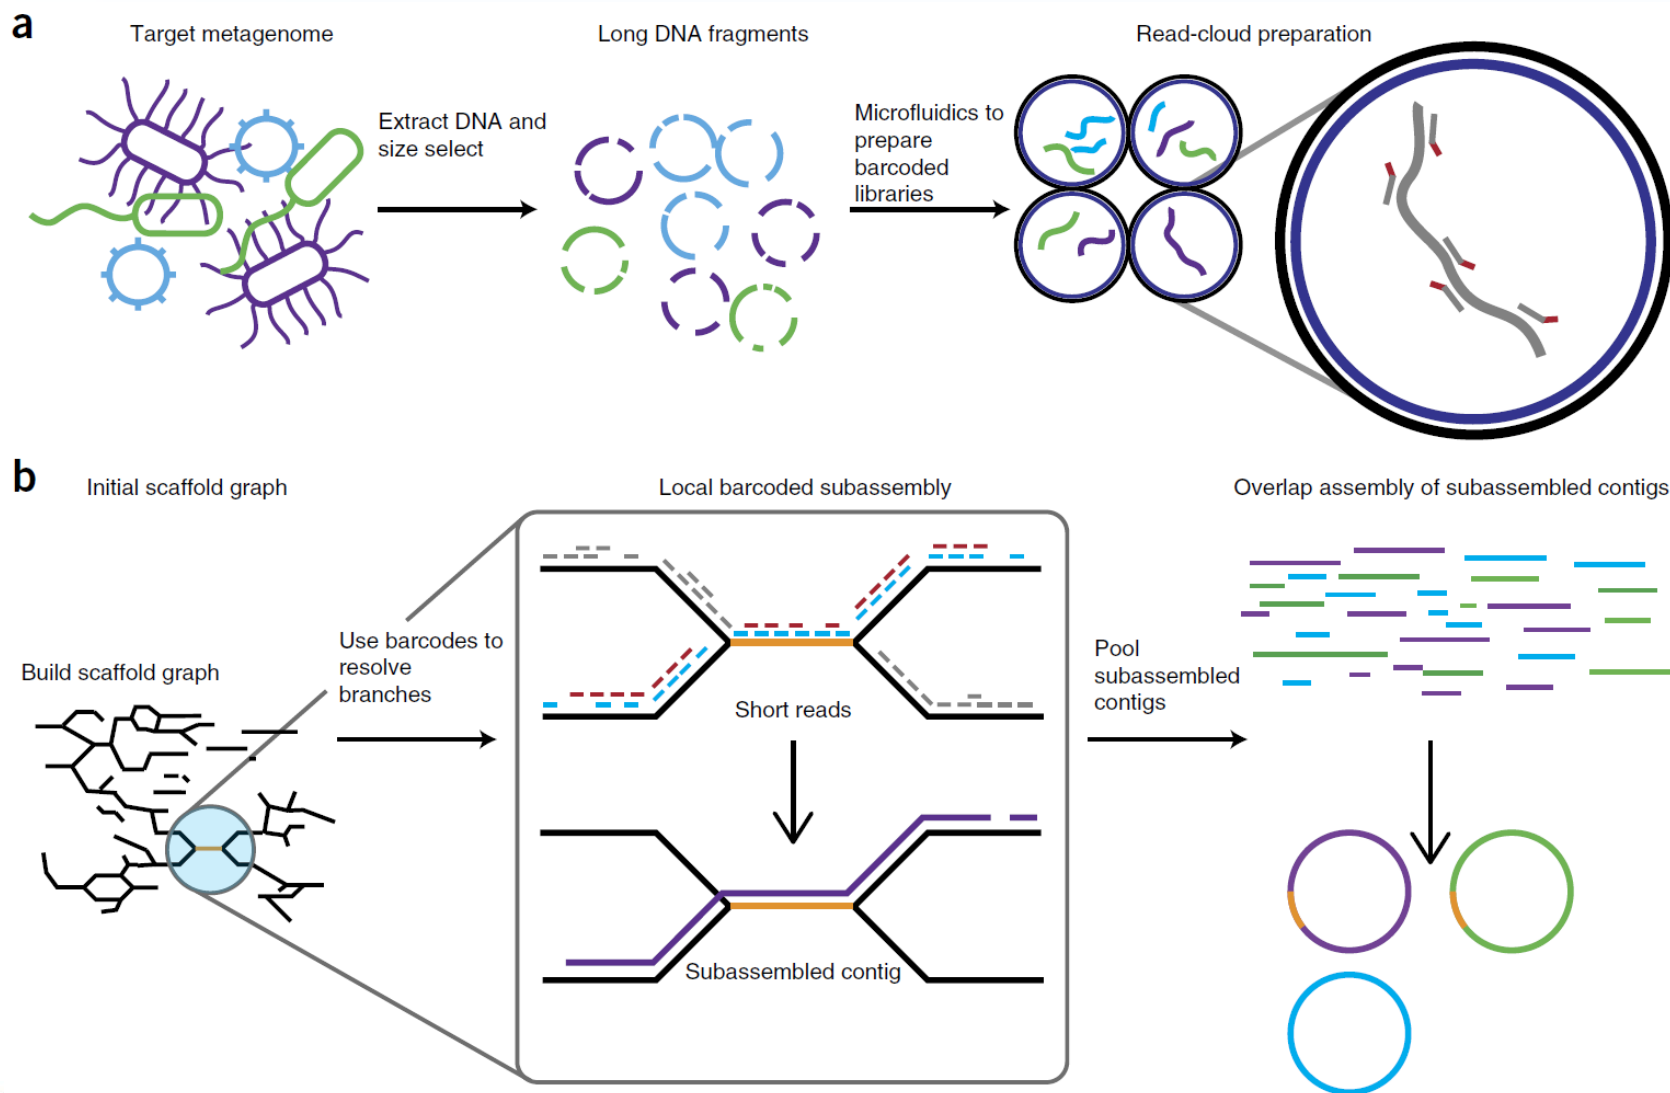 a
Target metagenome
Long DNA fragments
Read-cloud preparation
Extract DNA and
size select
Microfluidics to
prepare
barcoded
libraries
b
Initial scaffold graph
Local barcoded subassembly
Overlap assembly of subassembled contigs
Build scaffold graph
Use barcodes to
resolve
branches
Short reads
Subassembled contig
Pool
subassembled
contigs